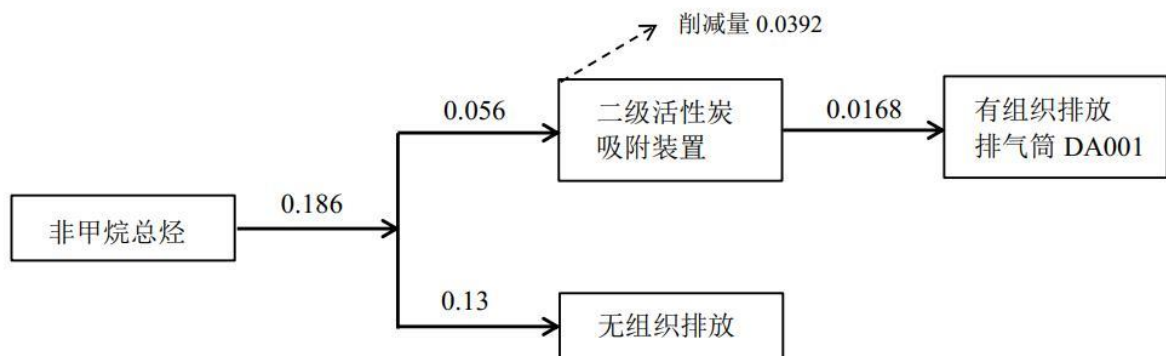 削减量 0.0392
0.056
二级活性炭
吸附装置
0.0168
有组织排放
排气筒 DA001
非甲烷总烃
0.186
0.13
无组织排放